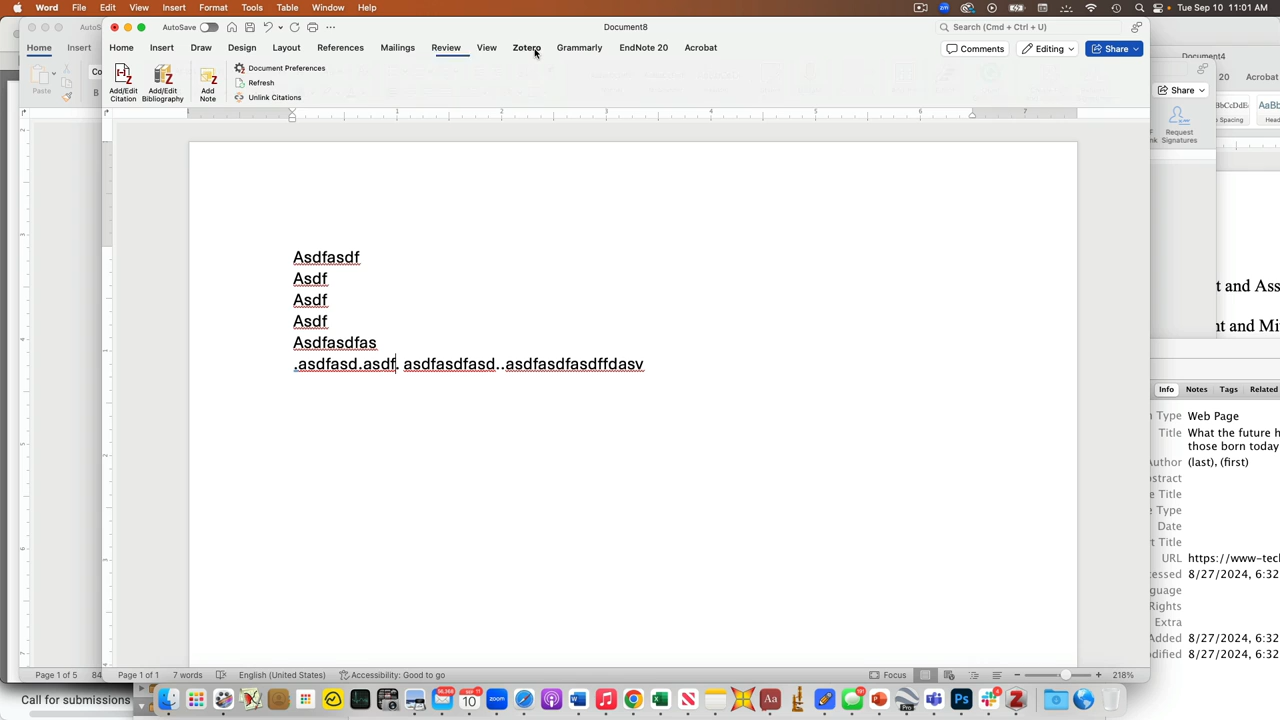 Word File Edit View Insert Format Tools Table Window Help Tue Sep 10 11:01 AM
AutoSave Document8 Search (Cmd + Ctrl + U)
Document4
Home Insert Home Insert Draw Design Layout References Mailings Review View Zotero Grammarly EndNote 20 Acrobat Comments Editing Share
20 Acrobat
Share
Paste
Add/Edit Citation
Add/Edit Bibliography
Add Note
Document Preferences
Refresh
Unlink Citations
Spacing
Request Signatures
Asdfasdf
Asdf
Asdf
Asdf
Asdfasdfas
.asdfasd.asdf. asdfasdfasd..asdfasdfasdffdasv
t and Ass
nt and Mi
Info Notes Tags Related
Type Web Page
Title What the future h
those born today
(last), (first)
Type
Date
Title
URL https://www-tec
8/27/2024, 6:32
Rights
Extra
Added 8/27/2024, 6:32
8/27/2024, 6:32
Page 1 of 5 Page 1 of 1 7 words English (United States) Accessibility: Good to go Focus 218%
Call for submissions